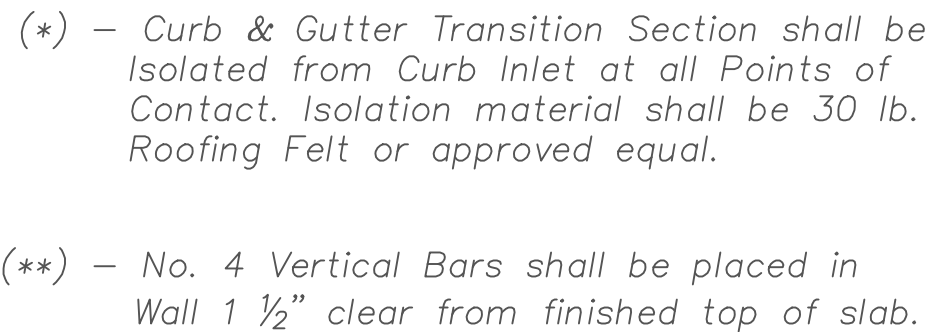 (*) – Curb & Gutter Transition Section shall be
Isolated from Curb Inlet at all Points of
Contact. Isolation material shall be 30 lb.
Roofing Felt or approved equal.
(**) – No. 4 Vertical Bars shall be placed in
Wall 1 ½” clear from finished top of slab.